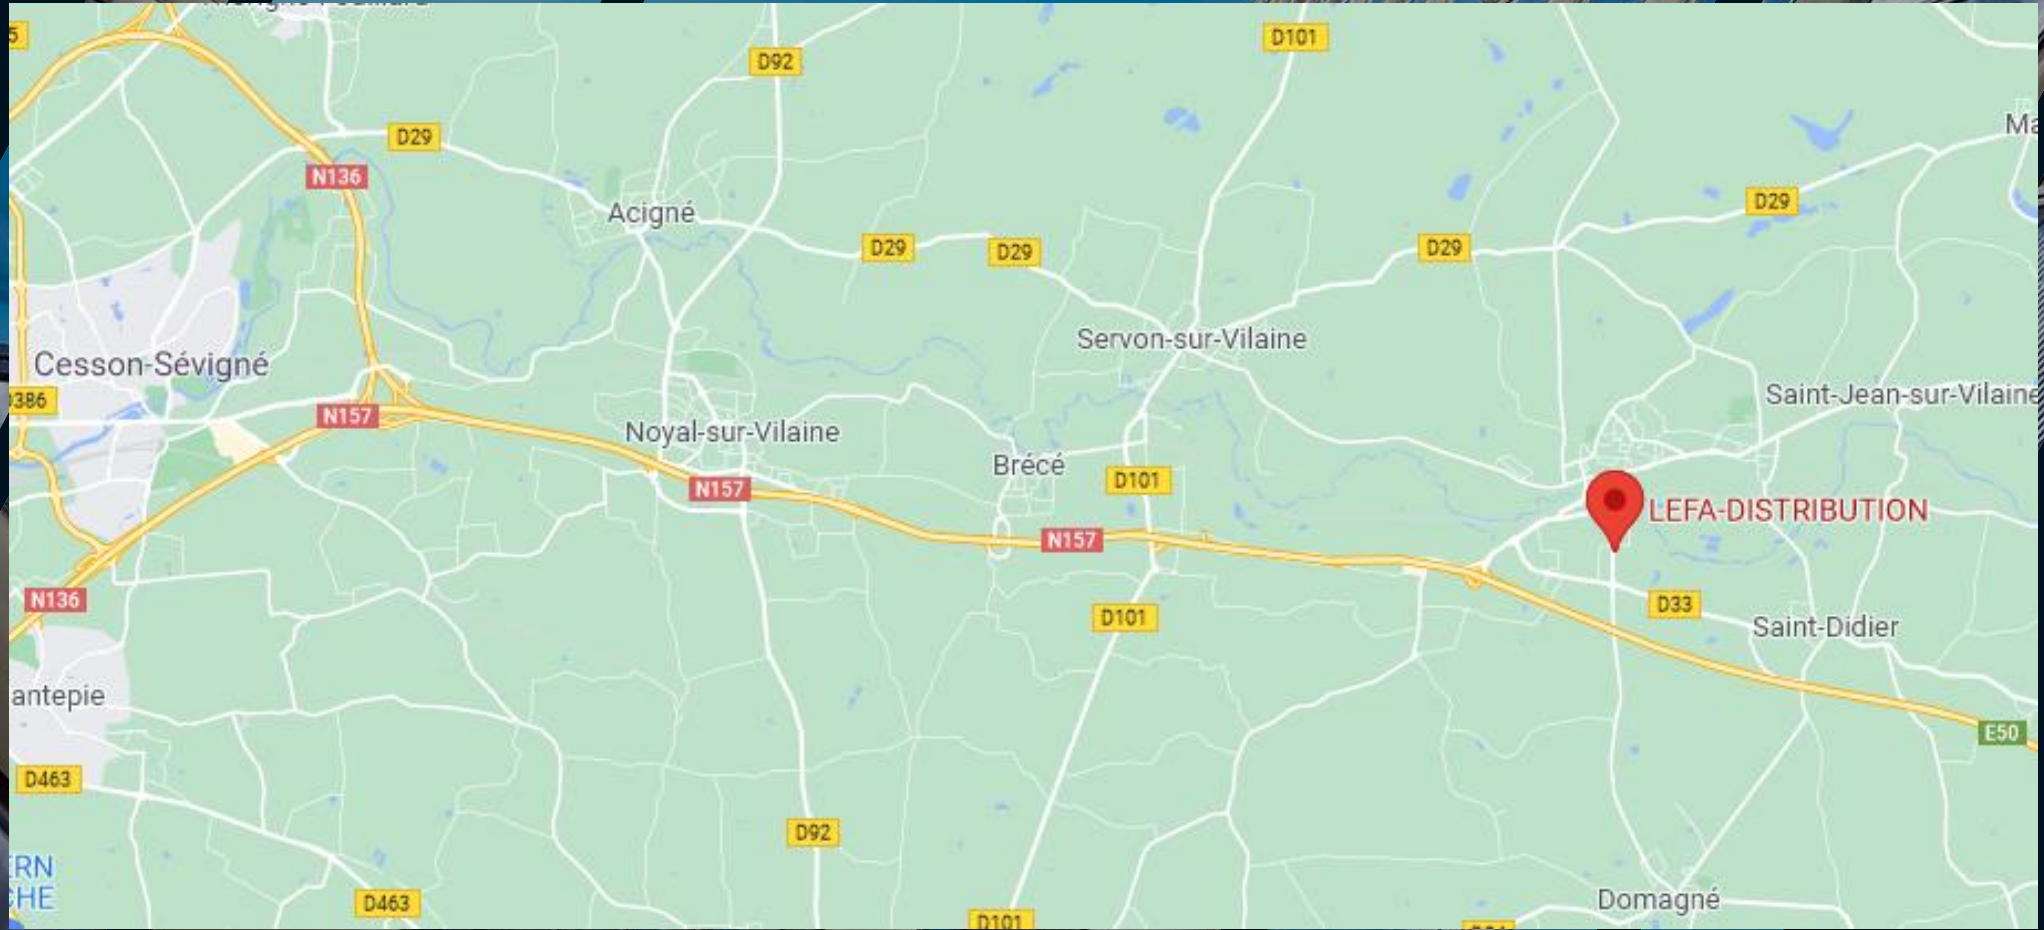 D92
D101
D29
N136
D29
Acigné
D29
D29
D29
Servon-sur-Vilaine
Cesson-Sévigné
Saint-Jean-sur-Vilaine
N157
Noyal-sur-Vilaine
Brécé
D101
N157
LEFA-DISTRIBUTION
N157
N136
D33
D101
Saint-Didier
antepie
E50
D463
D92
D463
Domagné
D101